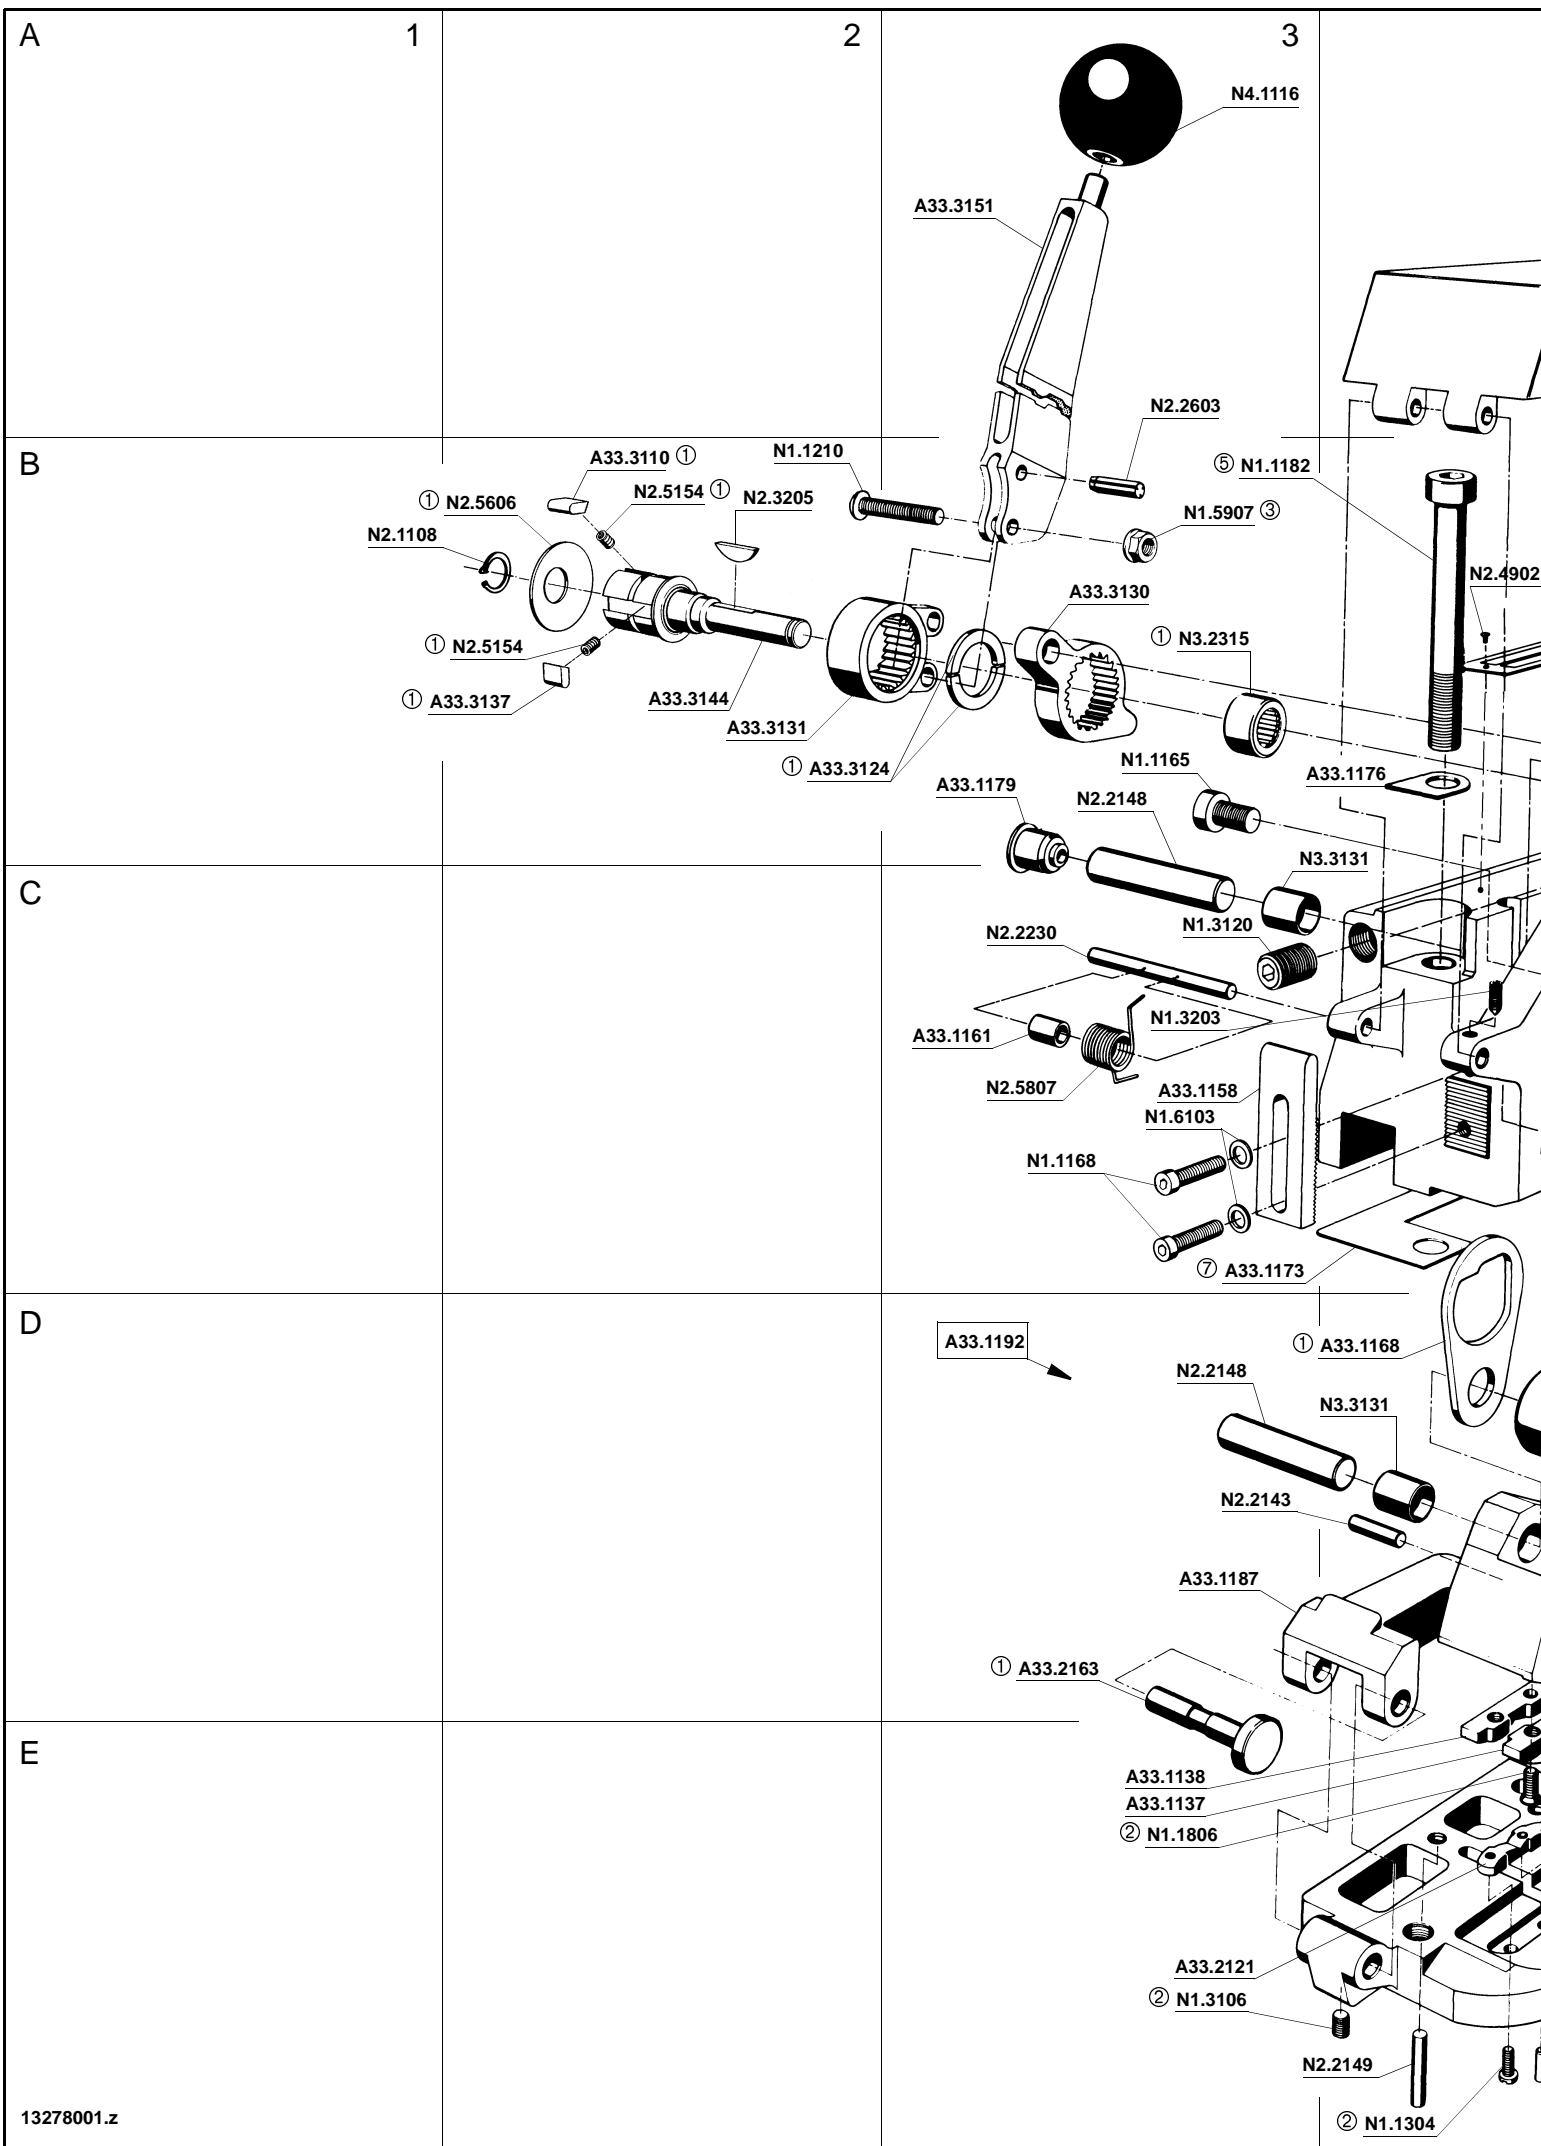 A 1 2 3
N4.1116
A33.3151
N2.2603
B
A33.3110 ①
N1.1210
⑤ N1.1182
① N2.5606
N2.5154 ①
N2.3205
N1.5907 ③
N2.1108
N2.4902
A33.3130
① N2.5154
① N3.2315
① A33.3137
A33.3144
A33.3131
① A33.3124
N1.1165
A33.1176
A33.1179
N2.2148
C
N3.3131
N2.2230
N1.3120
A33.1161
N1.3203
N2.5807
A33.1158
N1.6103
N1.1168
⑦ A33.1173
D
A33.1192
① A33.1168
N2.2148
N3.3131
N2.2143
A33.1187
① A33.2163
E
A33.1138
A33.1137
② N1.1806
A33.2121
② N1.3106
N2.2149
13278001.z
② N1.1304